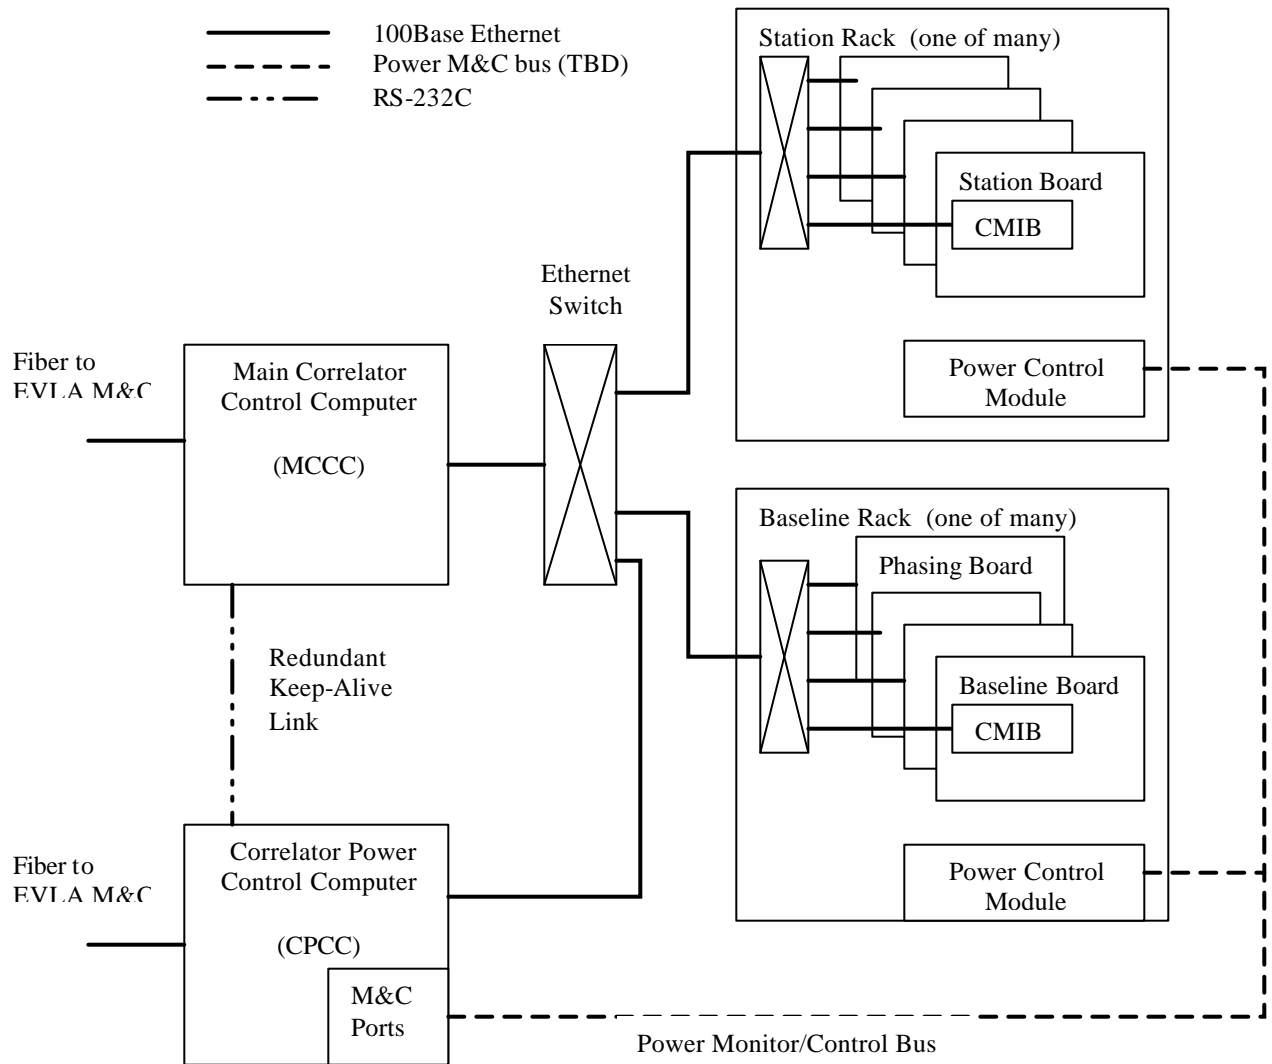 100Base Ethernet
Power M&C bus (TBD)
RS-232C
Station Rack (one of many)
Station Board
CMIB
Power Control
Module
Ethernet
Switch
Fiber to
EVLA M&C
Main Correlator
Control Computer
(MCCC)
Baseline Rack (one of many)
Phasing Board
Baseline Board
CMIB
Power Control
Module
Redundant
Keep-Alive
Link
Fiber to
EVLA M&C
Correlator Power
Control Computer
(CPCC)
M&C
Ports
Power Monitor/Control Bus